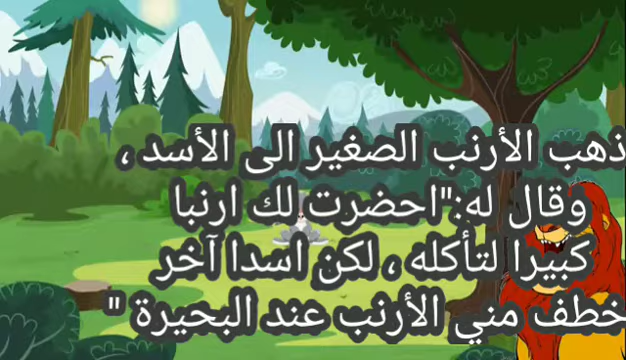 ذهب الأرنب الصغير الى الأسد ،
وقال له:"احضرت لك ارنبا
كبيرا لتأكله ، لكن اسدا آخر
خطف مني الأرنب عند البحيرة "